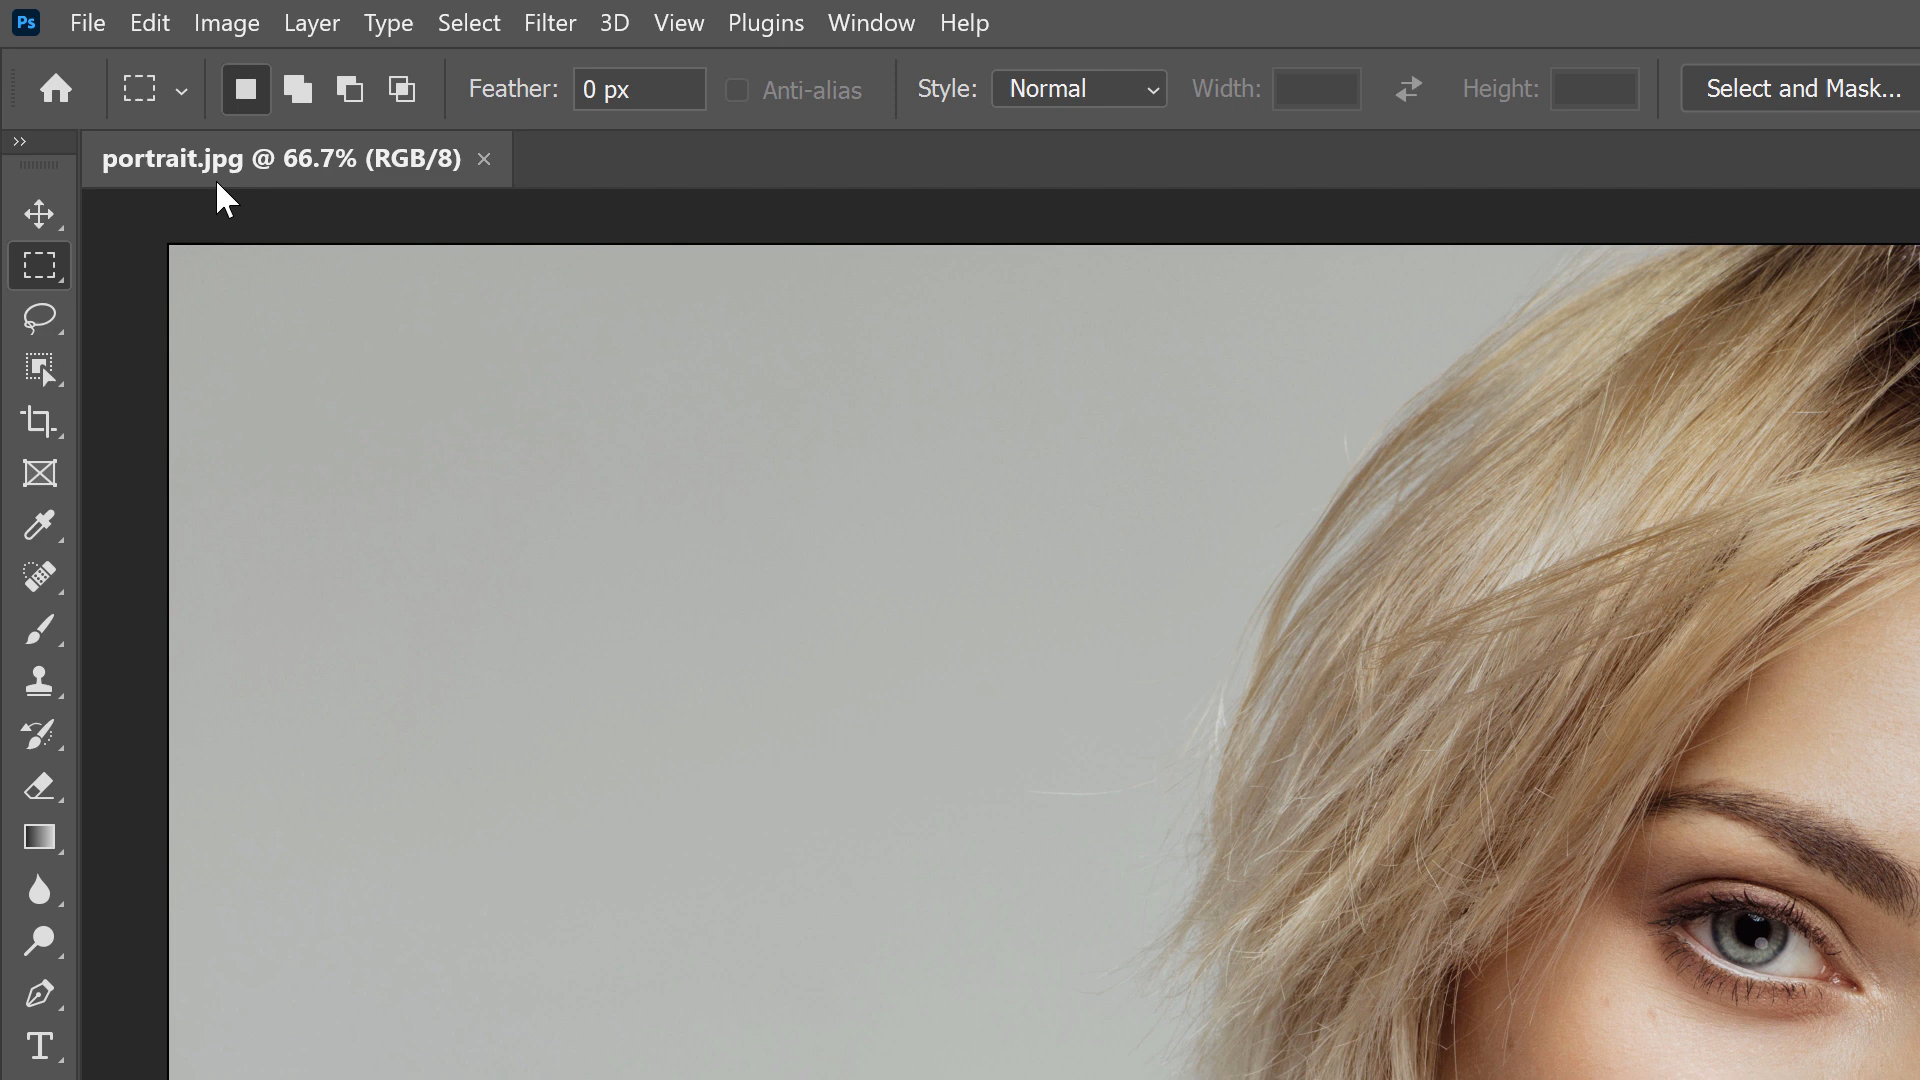 Ps File Edit Image Layer Type Select Filter 3D View Plugins Window Help
Feather: 0 px Anti-alias Style: Normal Width: Height: Select and Mask...
portrait.jpg @ 66.7% (RGB/8)